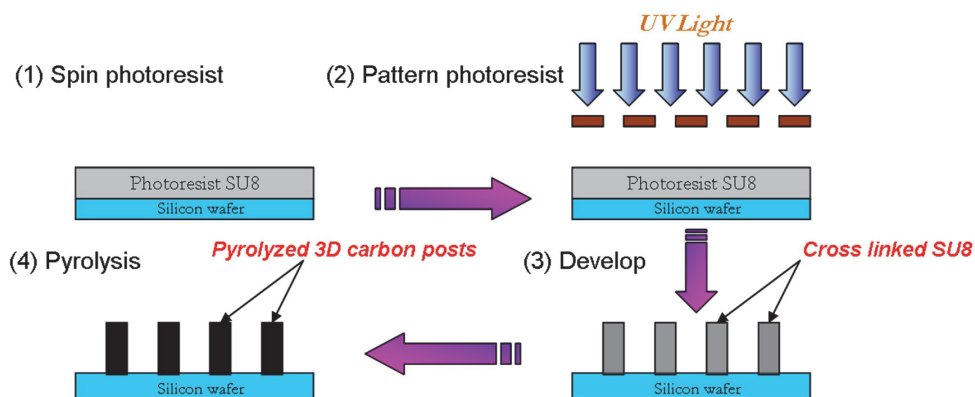 UV Light
(1) Spin photoresist
(2) Pattern photoresist
Photoresist SU8
Silicon wafer
Photoresist SU8
Silicon wafer
(4) Pyrolysis
Pyrolyzed 3D carbon posts
(3) Develop
Cross linked SU8
Silicon wafer
Silicon wafer